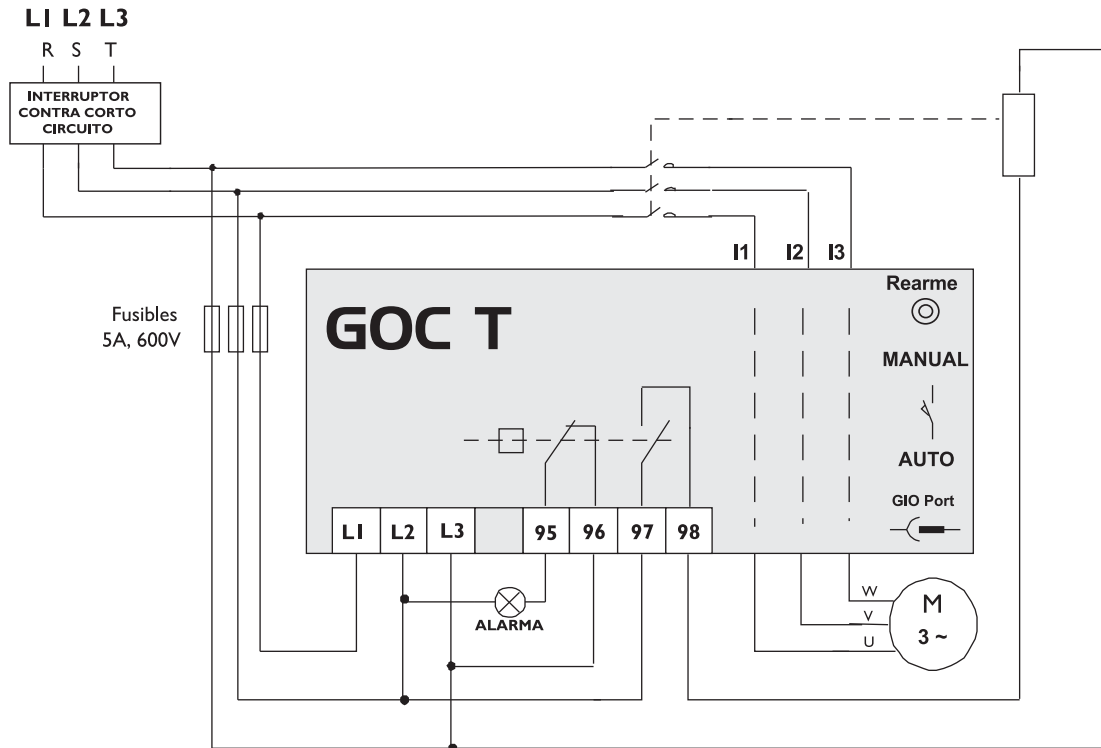 L1 L2 L3
R S T
INTERRUPTOR
CONTRA CORTO
CIRCUITO
I1 I2 I3
Fusibles
5A, 600V
GOC T
Rearme
MANUAL
AUTO
GIO Port
L1 L2 L3 95 96 97 98
ALARMA
W
V
U
M
3 ~